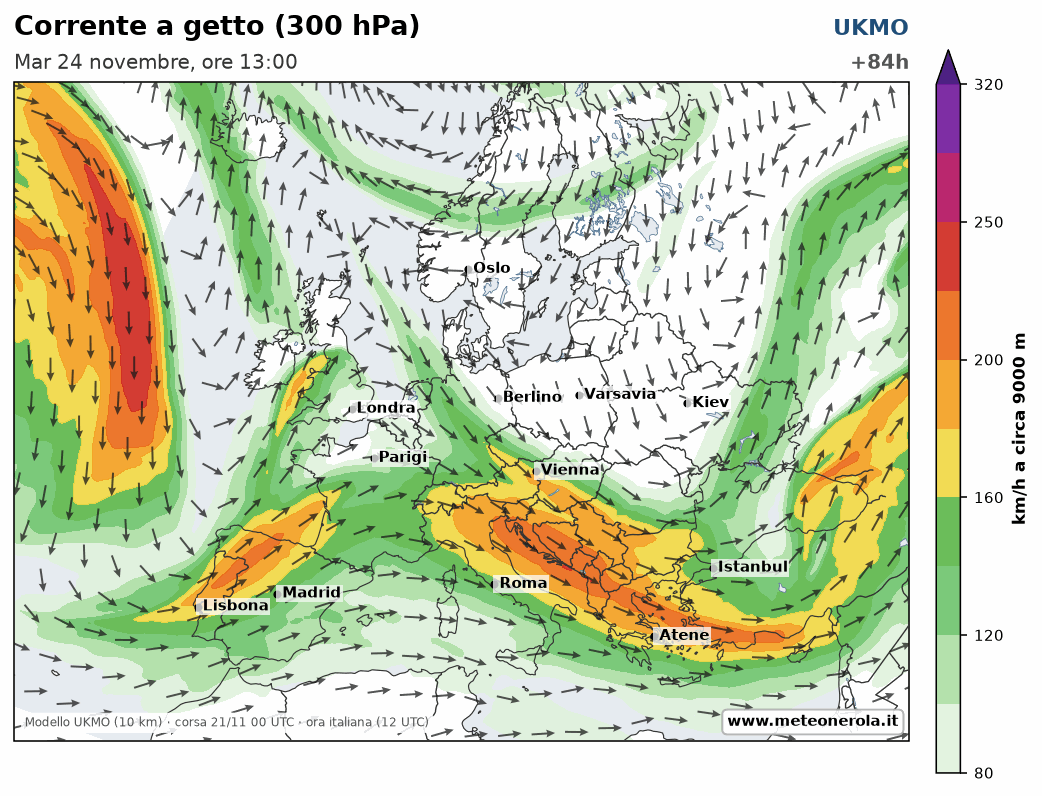 Corrente a getto (300 hPa)
UKMO
Mar 24 novembre, ore 13:00
+84h
320
250
200
160
120
80
km/h a circa 9000 m
Oslo
Berlino
Varsavia
Kiev
Londra
Parigi
Vienna
Istanbul
Roma
Madrid
Lisbona
Atene
Modello UKMO (10 km) · corsa 21/11 00 UTC · ora italiana (12 UTC)
www.meteonerola.it